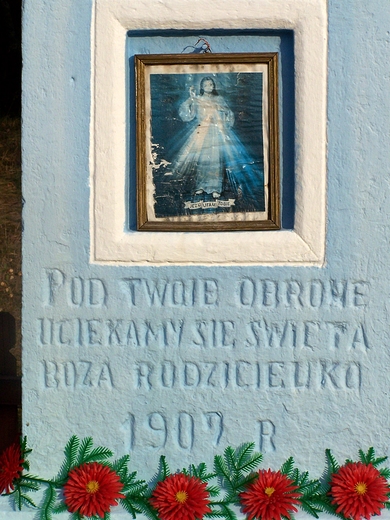 POD TWOIE OBRONE
UCIEKAMY SIE SWIETA
BOZA RODZICIELKO
1907 R